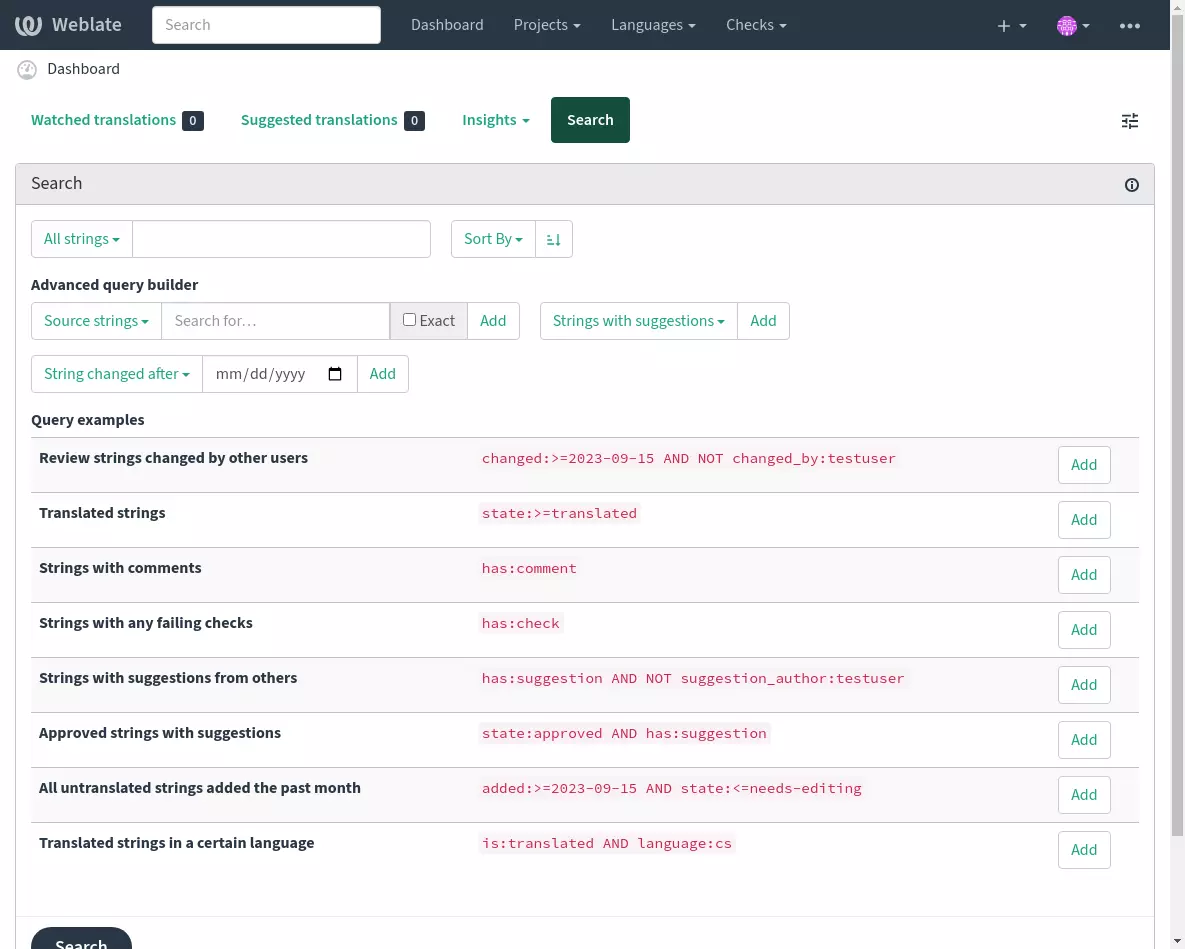 Weblate Search Dashboard Projects Languages Checks
Dashboard
Watched translations 0 Suggested translations 0 Insights Search
Search
All strings Sort By
Advanced query builder
Source strings Search for… Exact Add Strings with suggestions Add
String changed after mm/dd/yyyy Add
Query examples
Review strings changed by other users changed:>=2023-09-15 AND NOT changed_by:testuser Add
Translated strings state:>=translated Add
Strings with comments has:comment Add
Strings with any failing checks has:check Add
Strings with suggestions from others has:suggestion AND NOT suggestion_author:testuser Add
Approved strings with suggestions state:approved AND has:suggestion Add
All untranslated strings added the past month added:>=2023-09-15 AND state:<=needs-editing Add
Translated strings in a certain language is:translated AND language:cs Add
Search